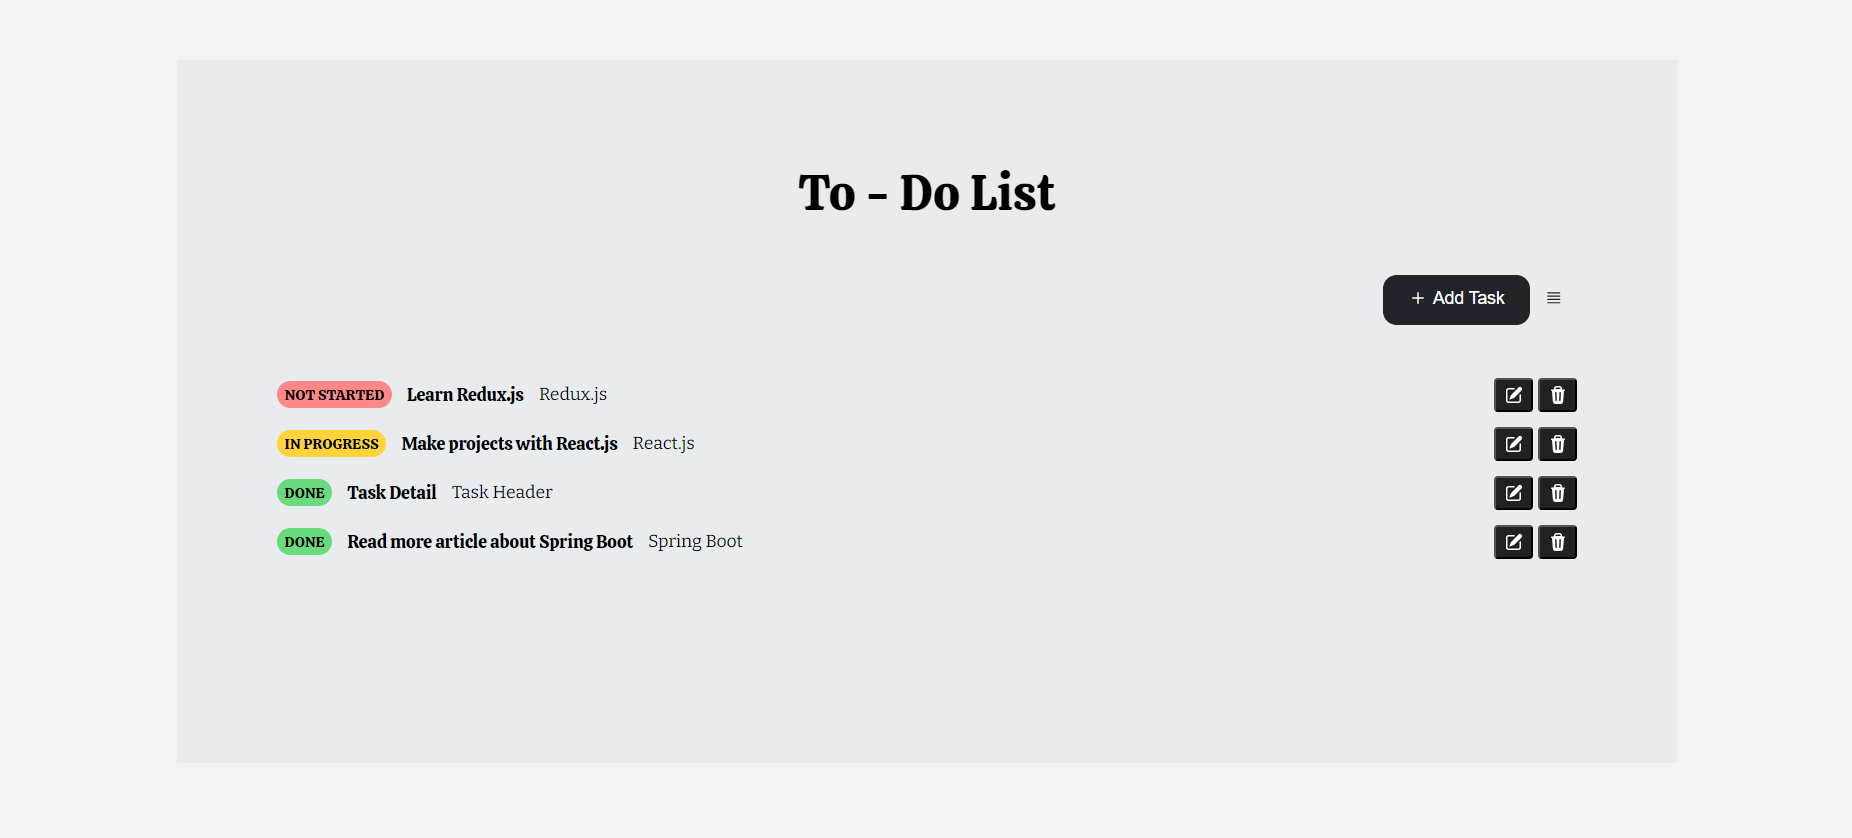 To - Do List
Add Task
NOT STARTED Learn Redux.js Redux.js
IN PROGRESS Make projects with React.js React.js
DONE Task Detail Task Header
DONE Read more article about Spring Boot Spring Boot